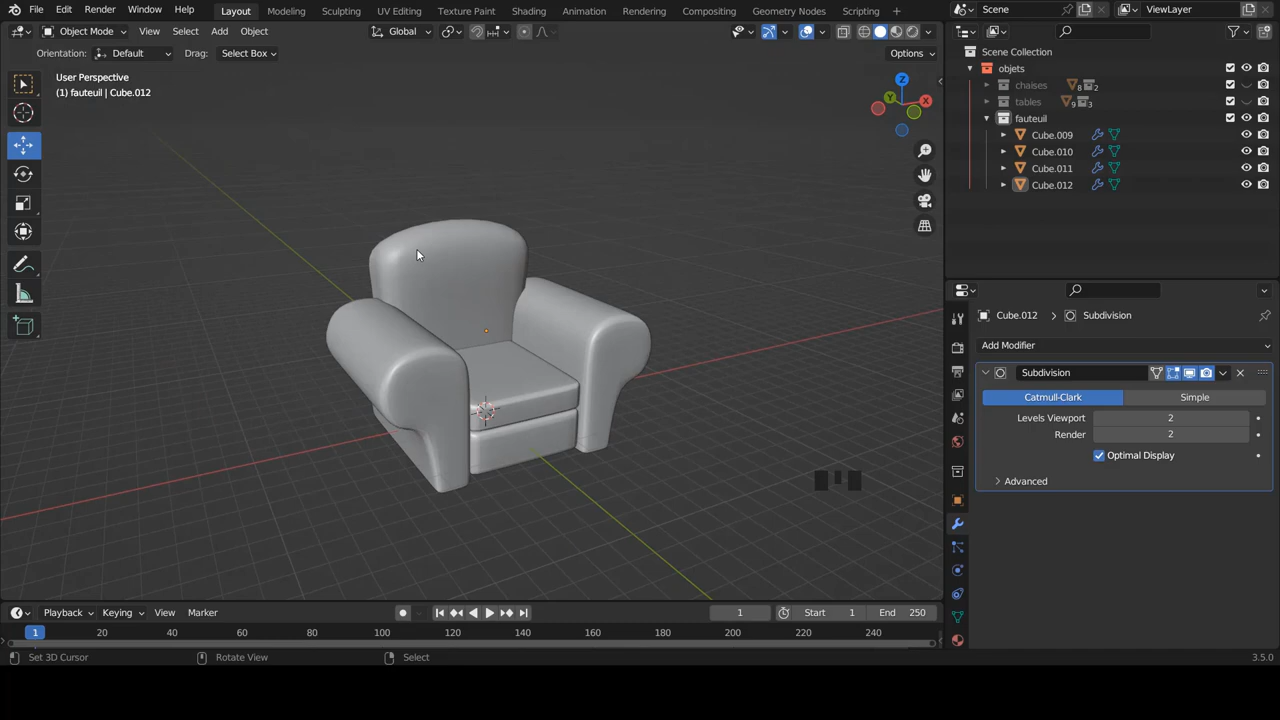 File Edit Render Window Help Layout Modeling Sculpting UV Editing Texture Paint Shading Animation Rendering Compositing Geometry Nodes Scripting + Scene ViewLayer
Object Mode View Select Add Object Global Options
Orientation: Default Drag: Select Box
User Perspective
(1) fauteuil | Cube.012
Z
Y
X
Scene Collection
objets
chaises 8 2
tables 9 3
fauteuil
Cube.009
Cube.010
Cube.011
Cube.012
Cube.012 > Subdivision
Add Modifier
Subdivision
Catmull-Clark Simple
Levels Viewport 2
Render 2
Optimal Display
Advanced
Playback Keying View Marker 1 Start 1 End 250
1 20 40 60 80 100 120 140 160 180 200 220 240
Set 3D Cursor Rotate View Select 3.5.0